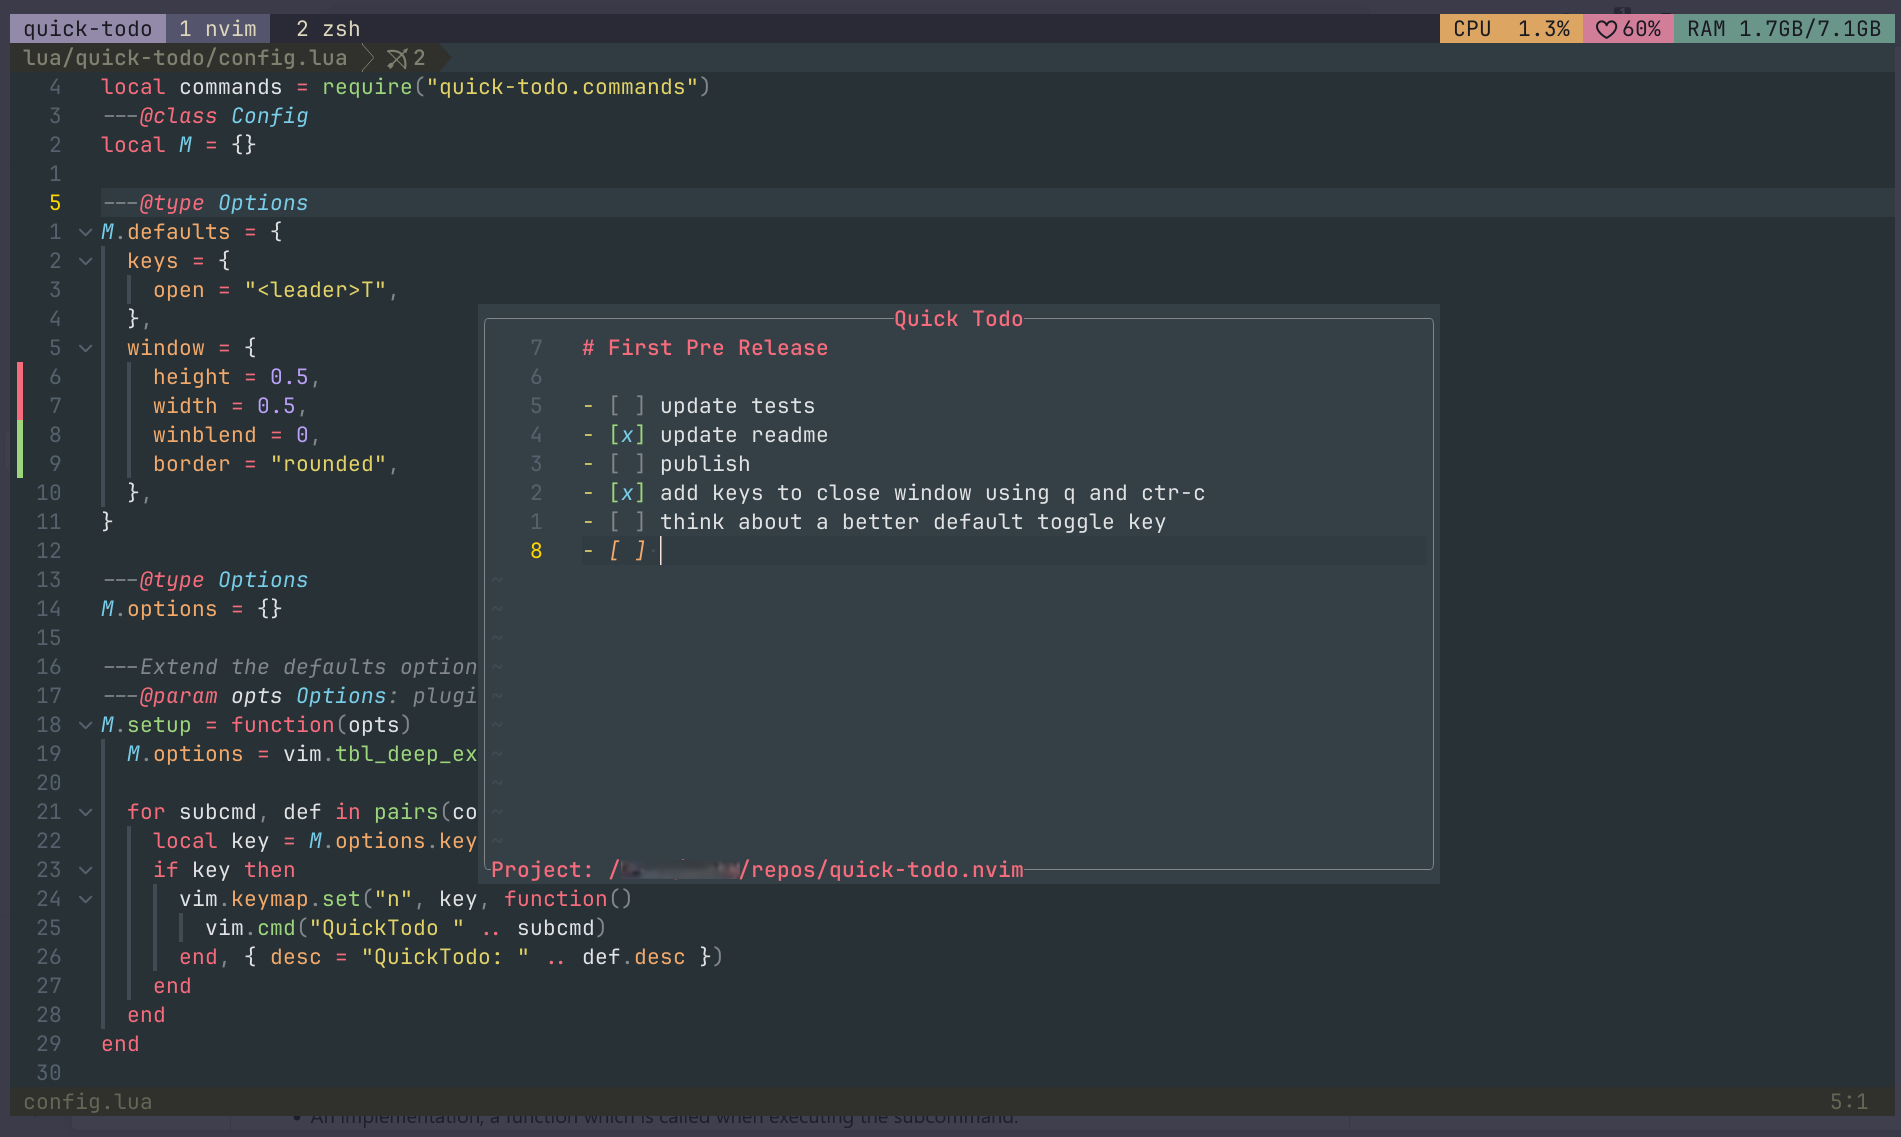 quick-todo 1 nvim 2 zsh CPU 1.3% 60% RAM 1.7GB/7.1GB
lua/quick-todo/config.lua 2
4 local commands = require("quick-todo.commands")
3 ---@class Config
2 local M = {}
1
5 ---@type Options
1 M.defaults = {
2 keys = {
3 open = "<leader>T",
4 },
5 window = {
6 height = 0.5,
7 width = 0.5,
8 winblend = 0,
9 border = "rounded",
10 },
11 }
12
13 ---@type Options
14 M.options = {}
15
16 ---Extend the defaults option
17 ---@param opts Options: plugi
18 M.setup = function(opts)
19 M.options = vim.tbl_deep_ex
20
21 for subcmd, def in pairs(co
22 local key = M.options.key
23 if key then
24 vim.keymap.set("n", key, function()
25 vim.cmd("QuickTodo " .. subcmd)
26 end, { desc = "QuickTodo: " .. def.desc })
27 end
28 end
29 end
30
Quick Todo
7 # First Pre Release
6
5 - [ ] update tests
4 - [x] update readme
3 - [ ] publish
2 - [x] add keys to close window using q and ctr-c
1 - [ ] think about a better default toggle key
8 - [ ]
~
~
~
~
~
~
~
~
~
~
Project: / /repos/quick-todo.nvim
config.lua 5:1
• An implementation, a function which is called when executing the subcommand.